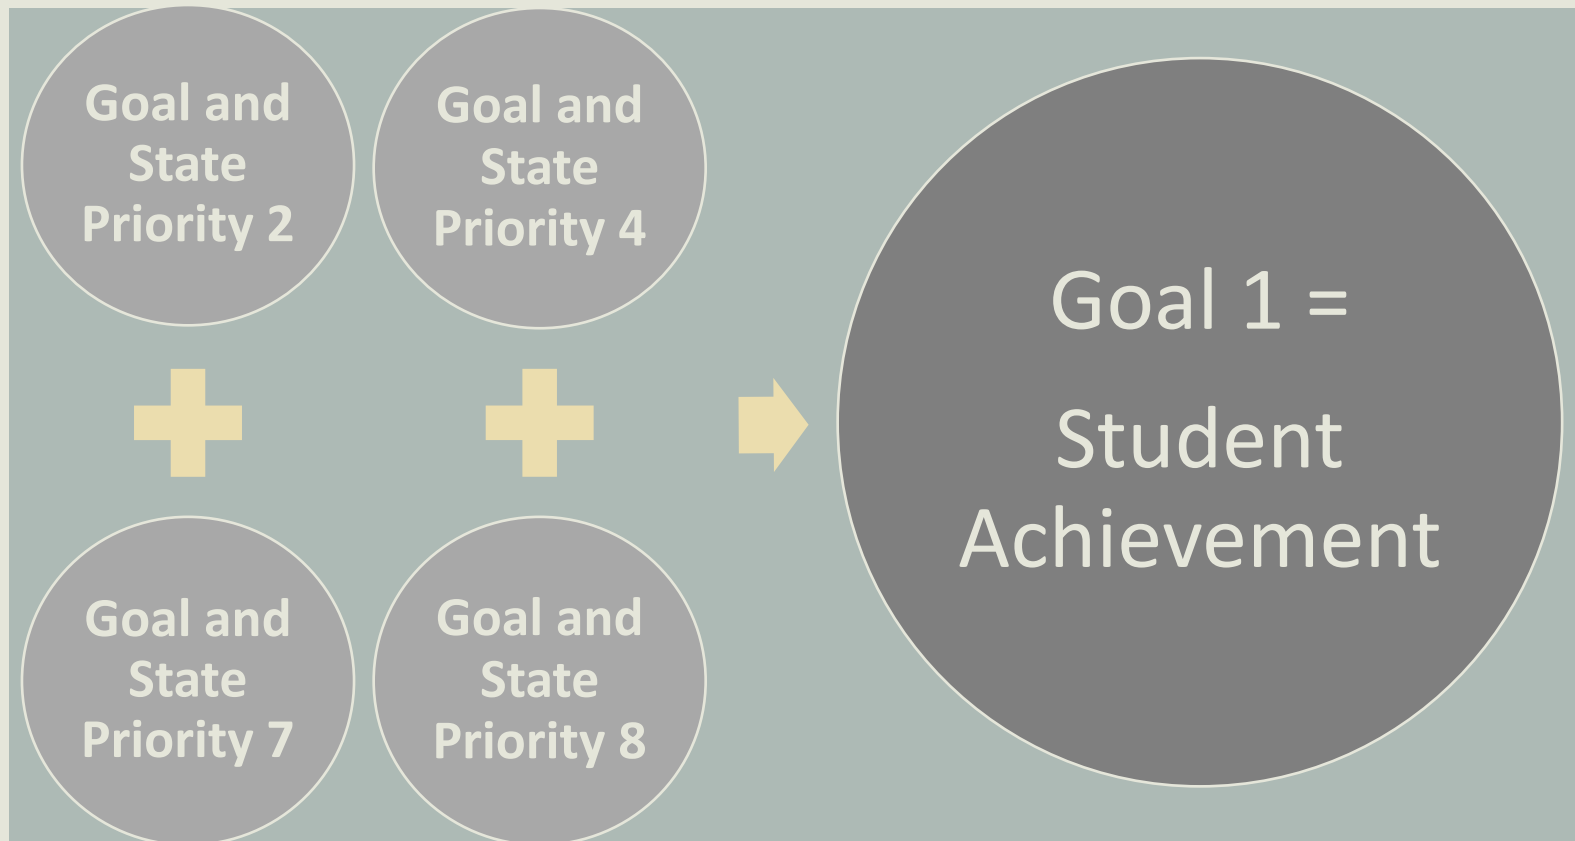 Goal and
State
Priority 2
Goal and
State
Priority 4
Goal and
State
Priority 7
Goal and
State
Priority 8
Goal 1 =
Student
Achievement